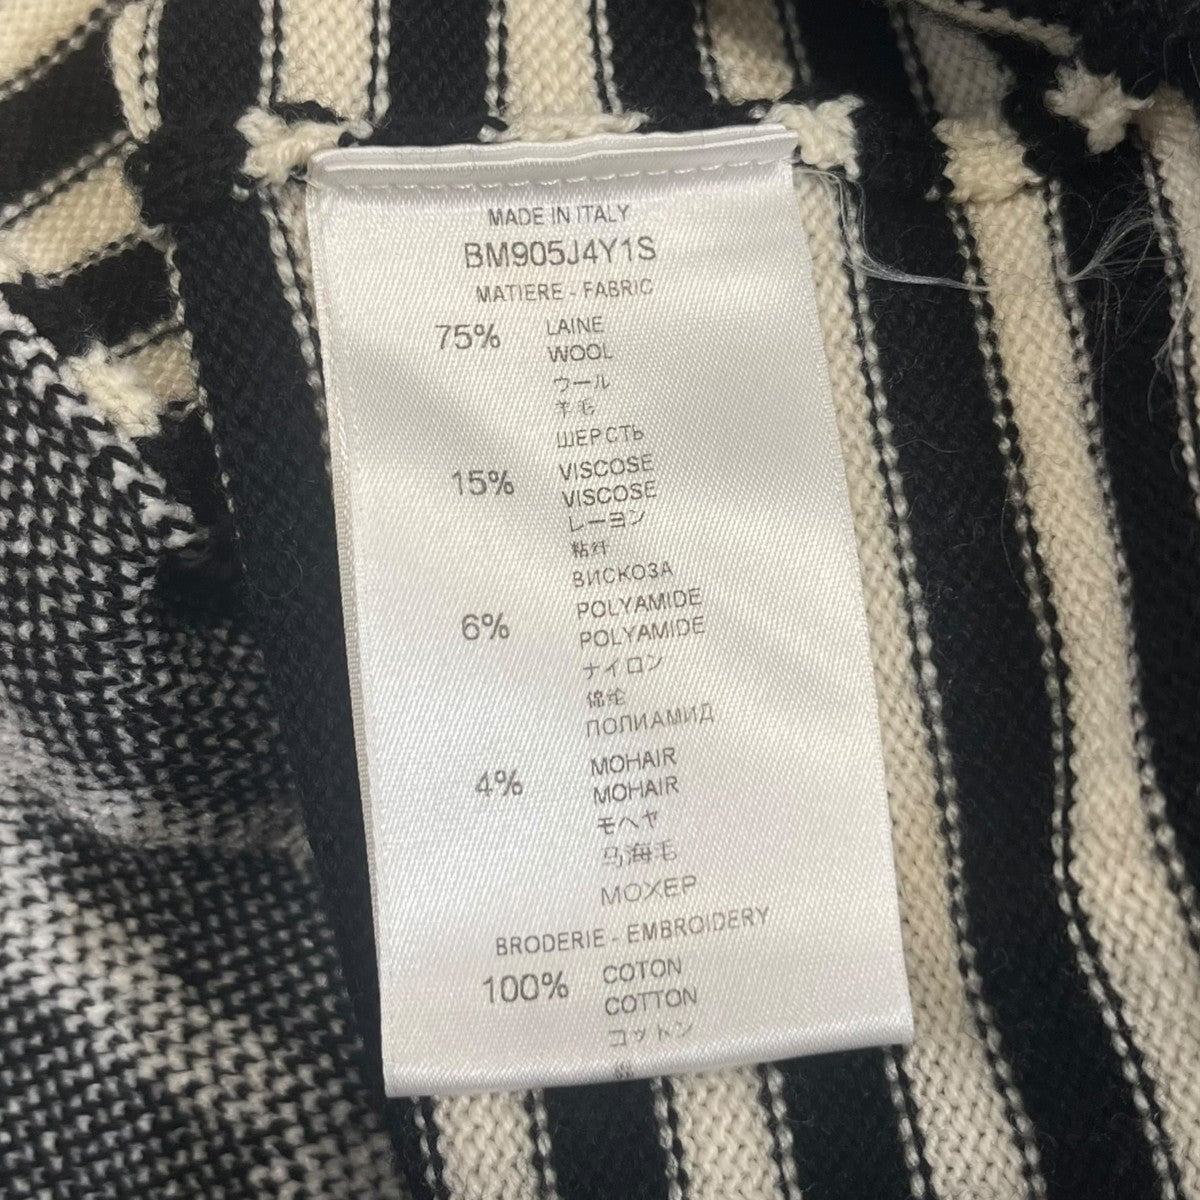 MADE IN ITALY
BM905J4Y1S
MATIERE - FABRIC
75% LAINE
WOOL
ウール
羊毛
ШЕРСТЬ
15% VISCOSE
VISCOSE
レーヨン
粘纤
ВИСКОЗА
6% POLYAMIDE
POLYAMIDE
ナイロン
锦纶
ПОЛИАМИД
4% MOHAIR
MOHAIR
モヘヤ
马海毛
МОХЕР
BRODERIE - EMBROIDERY
100% COTON
COTTON
コットン